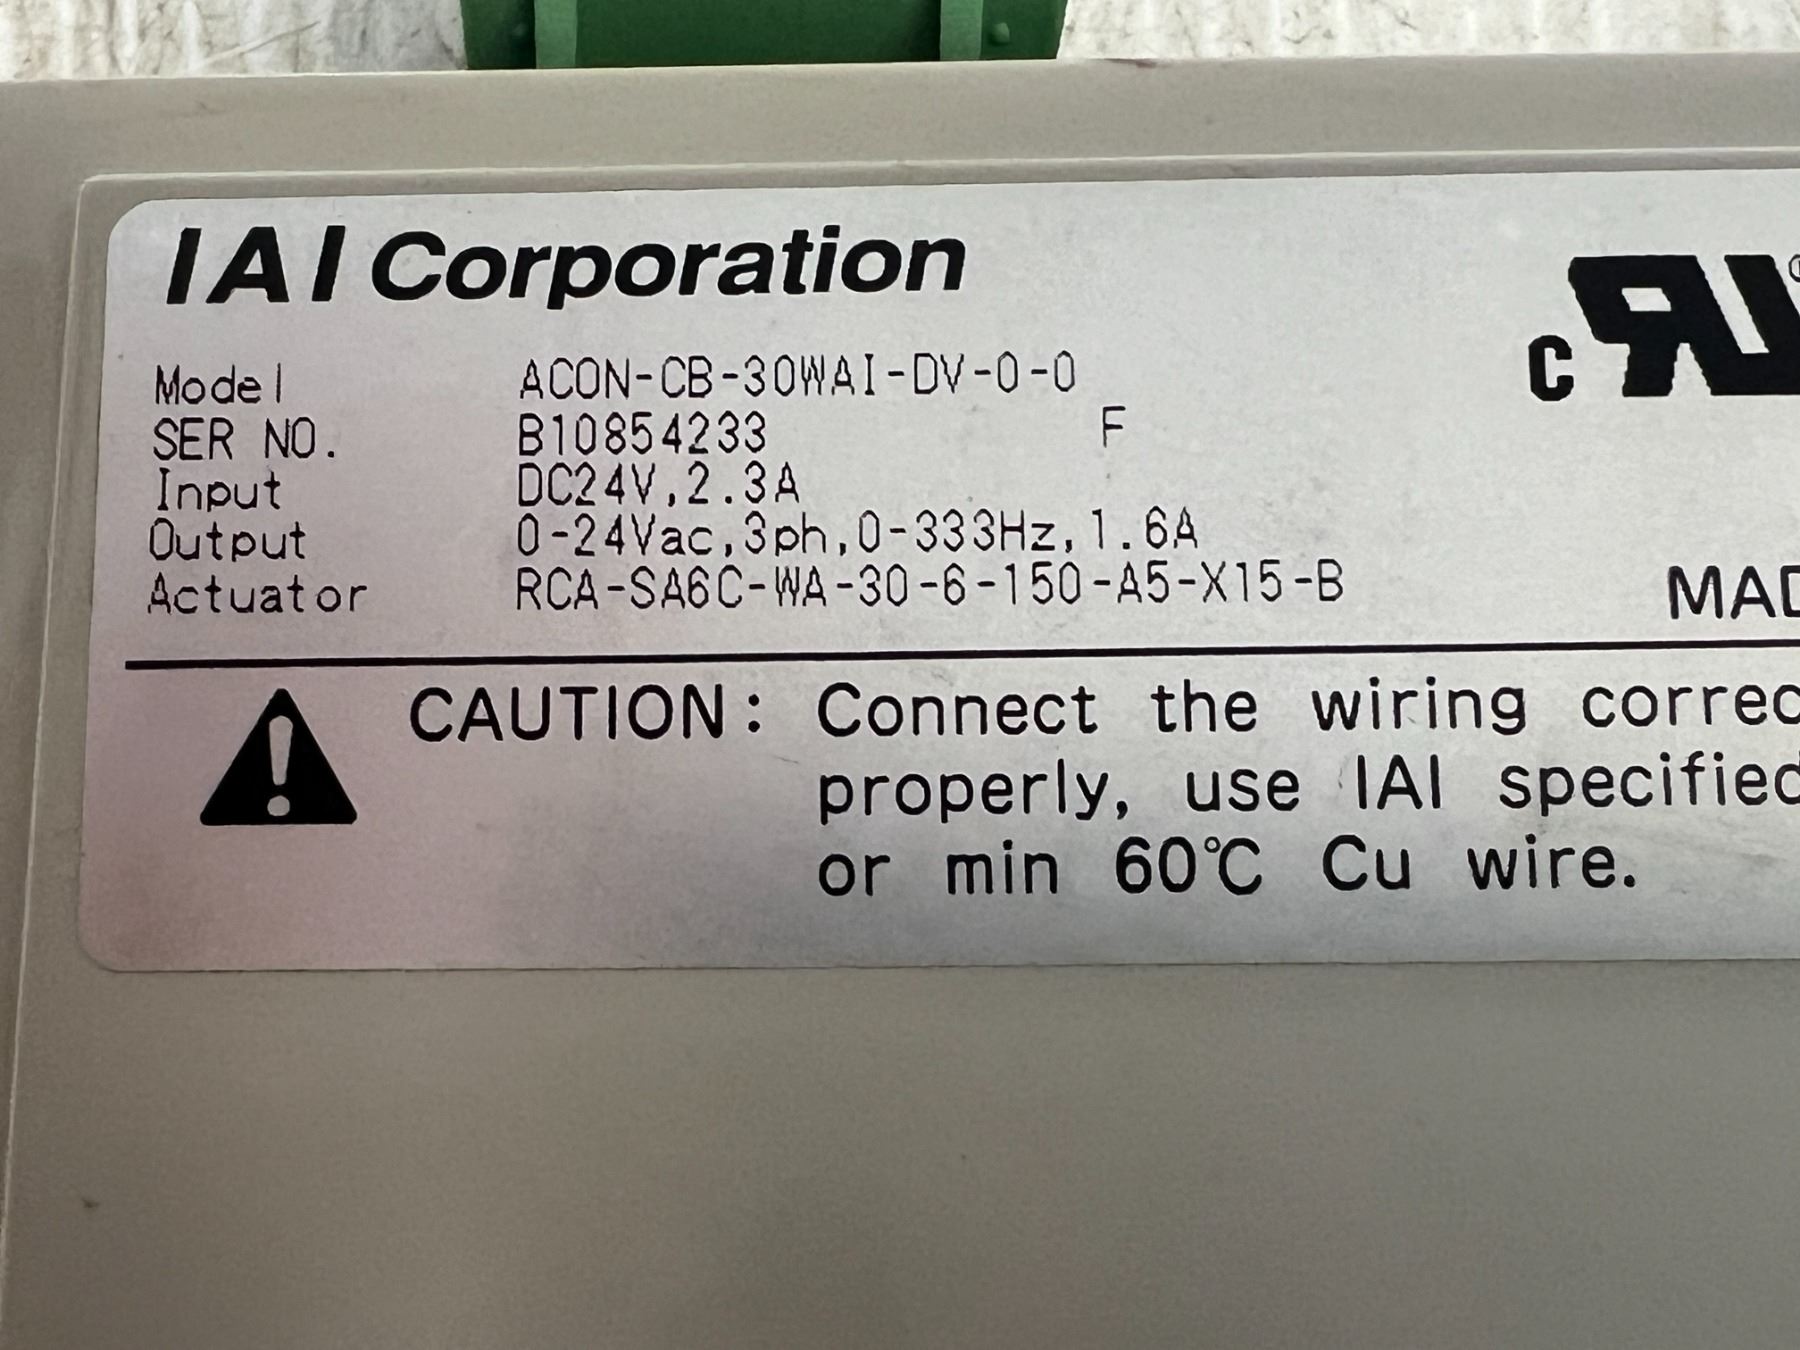 IAI Corporation
Model ACON-CB-30WAI-DV-0-0
SER NO. B10854233 F
Input DC24V,2.3A
Output 0-24Vac,3ph,0-333Hz,1.6A
Actuator RCA-SA6C-WA-30-6-150-A5-X15-B
CAUTION: Connect the wiring
properly, use IAI specified
or min 60℃ Cu wire.